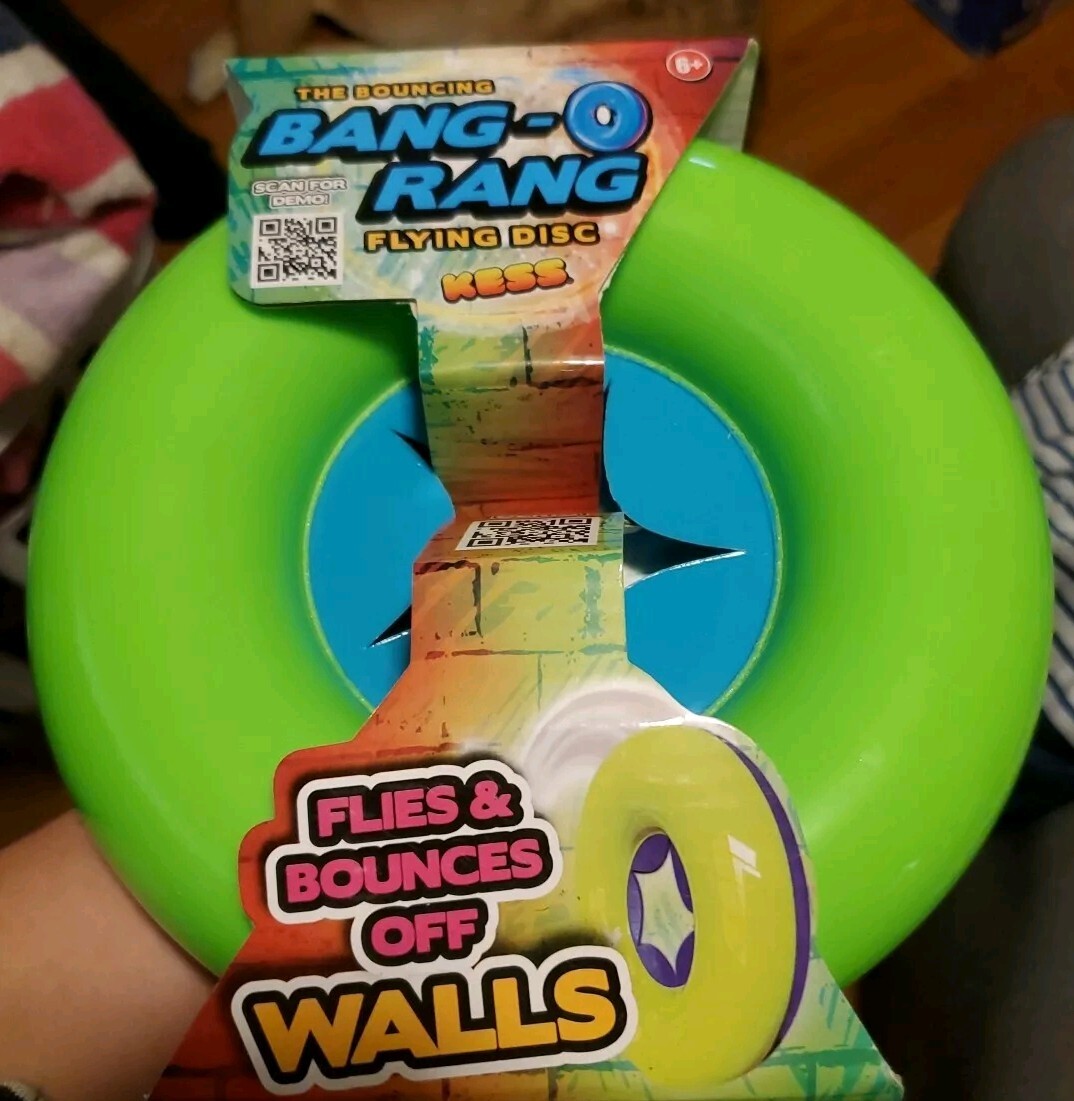 6+
THE BOUNCING
BANG-O
RANG
SCAN FOR
DEMO!
FLYING DISC
KESS
FLIES &
BOUNCES
OFF
WALLS